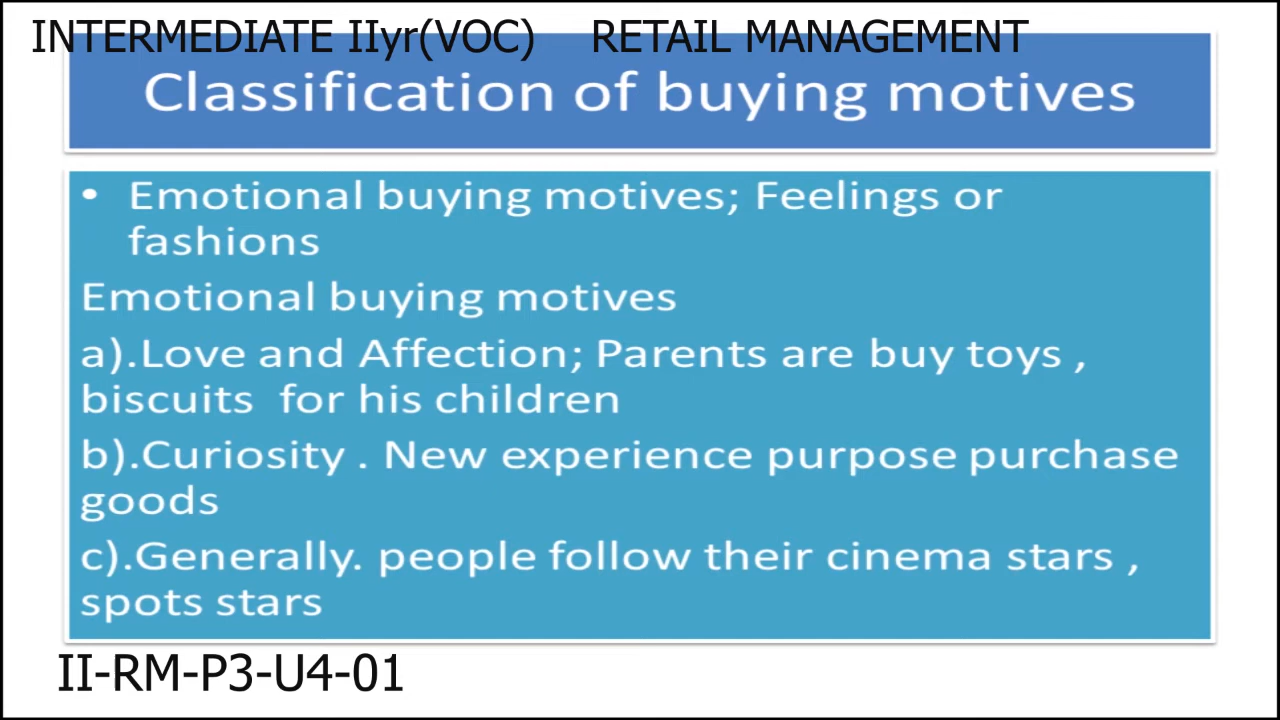 INTERMEDIATE IIyr(VOC) RETAIL MANAGEMENT
Classification of buying motives
• Emotional buying motives; Feelings or
fashions
Emotional buying motives
a).Love and Affection; Parents are buy toys ,
biscuits for his children
b).Curiosity . New experience purpose purchase
goods
c).Generally. people follow their cinema stars ,
spots stars
II-RM-P3-U4-01